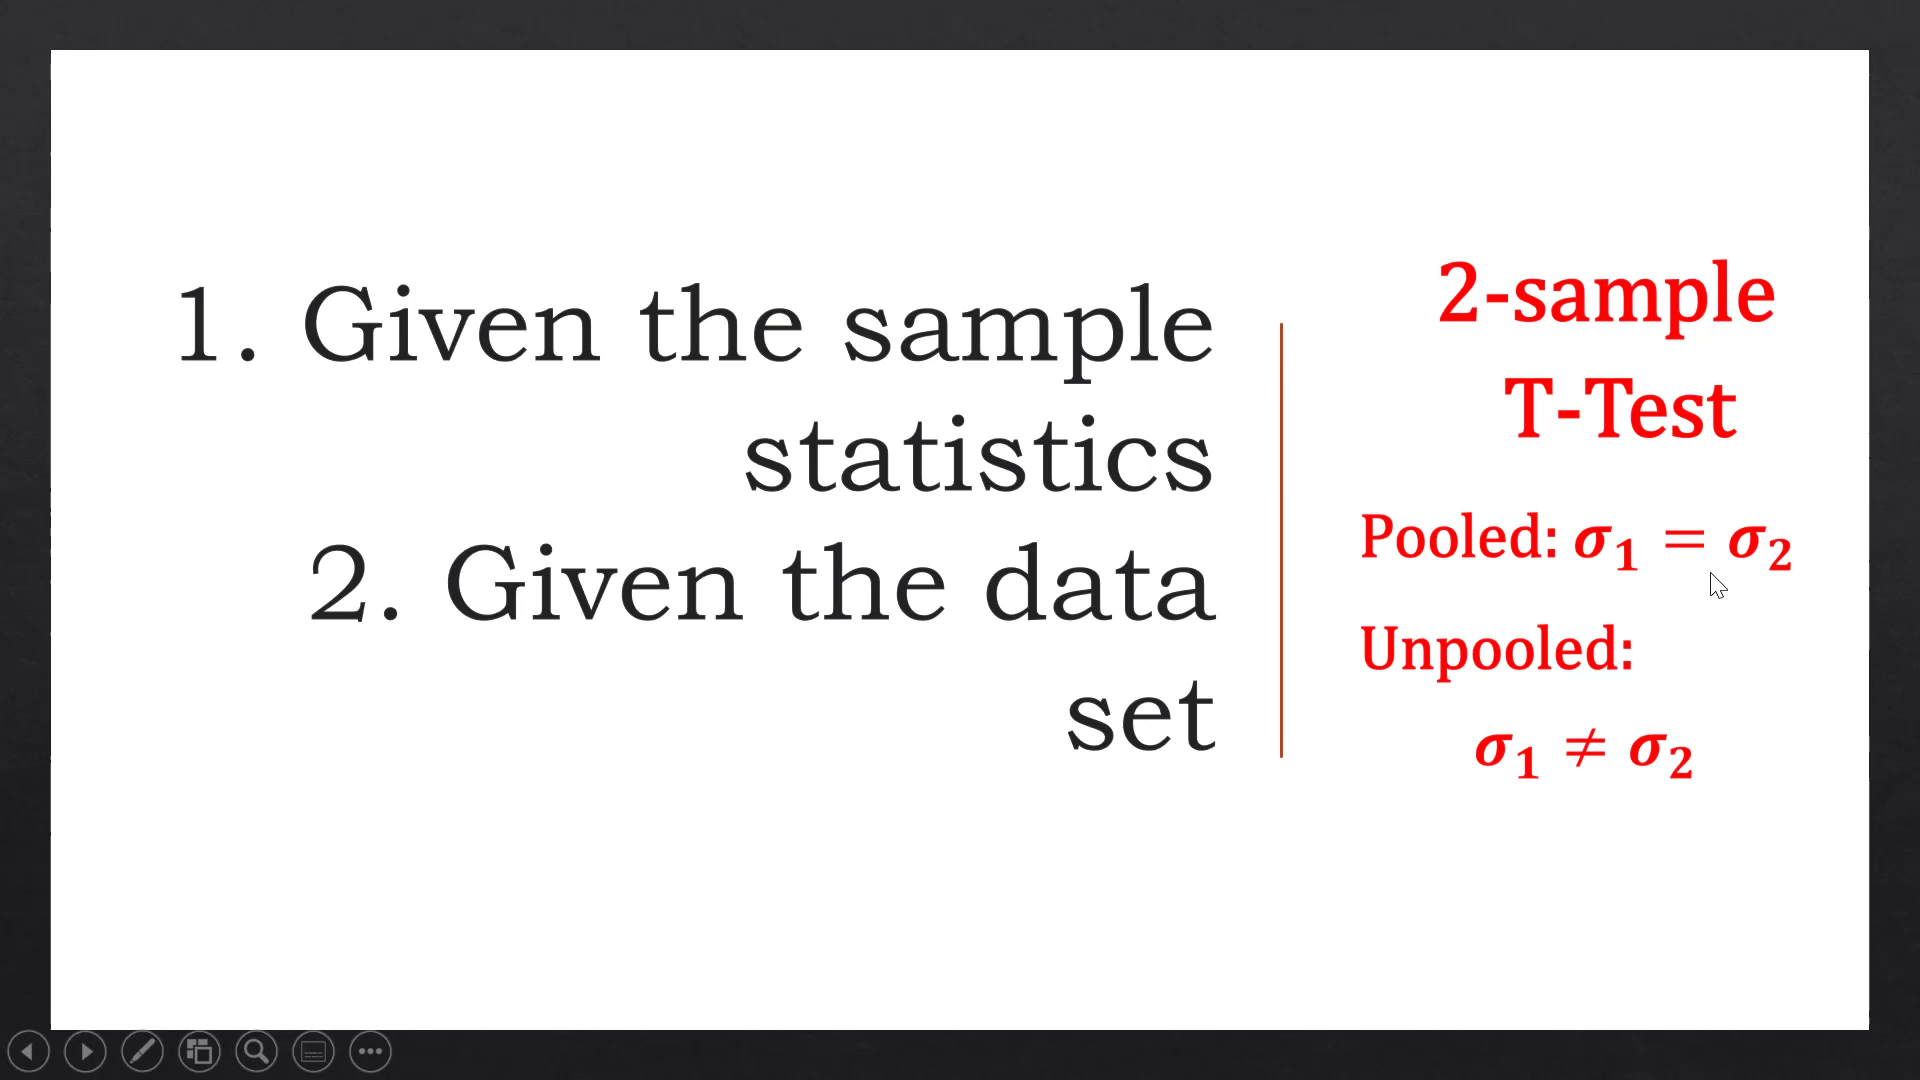 1. Given the sample
statistics
2. Given the data
set
2-sample
T-Test
Pooled: σ₁ = σ₂
Unpooled:
σ₁ ≠ σ₂